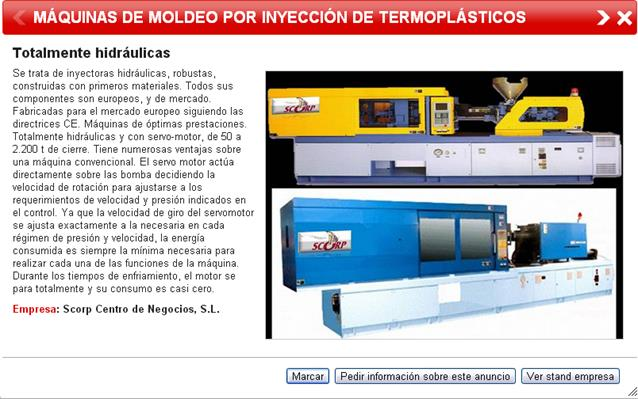 MÁQUINAS DE MOLDEO POR INYECCIÓN DE TERMOPLÁSTICOS
Totalmente hidráulicas
Se trata de inyectoras hidráulicas, robustas,
construidas con primeros materiales. Todos sus
componentes son europeos, y de mercado.
Fabricadas para el mercado europeo siguiendo las
directrices CE. Máquinas de óptimas prestaciones.
Totalmente hidráulicas y con servo-motor, de 50 a
2.200 t de cierre. Tiene numerosas ventajas sobre
una máquina convencional. El servo motor actúa
directamente sobre las bomba decidiendo la
velocidad de rotación para ajustarse a los
requerimientos de velocidad y presión indicados en
el control. Ya que la velocidad de giro del servomotor
se ajusta exactamente a la necesaria en cada
régimen de presión y velocidad, la energía
consumida es siempre la mínima necesaria para
realizar cada una de las funciones de la máquina.
Durante los tiempos de enfriamiento, el motor se
para totalmente y su consumo es casi cero.
Empresa: Scorp Centro de Negocios, S.L.
SCORP
SCORP
Marcar
Pedir información sobre este anuncio
Ver stand empresa